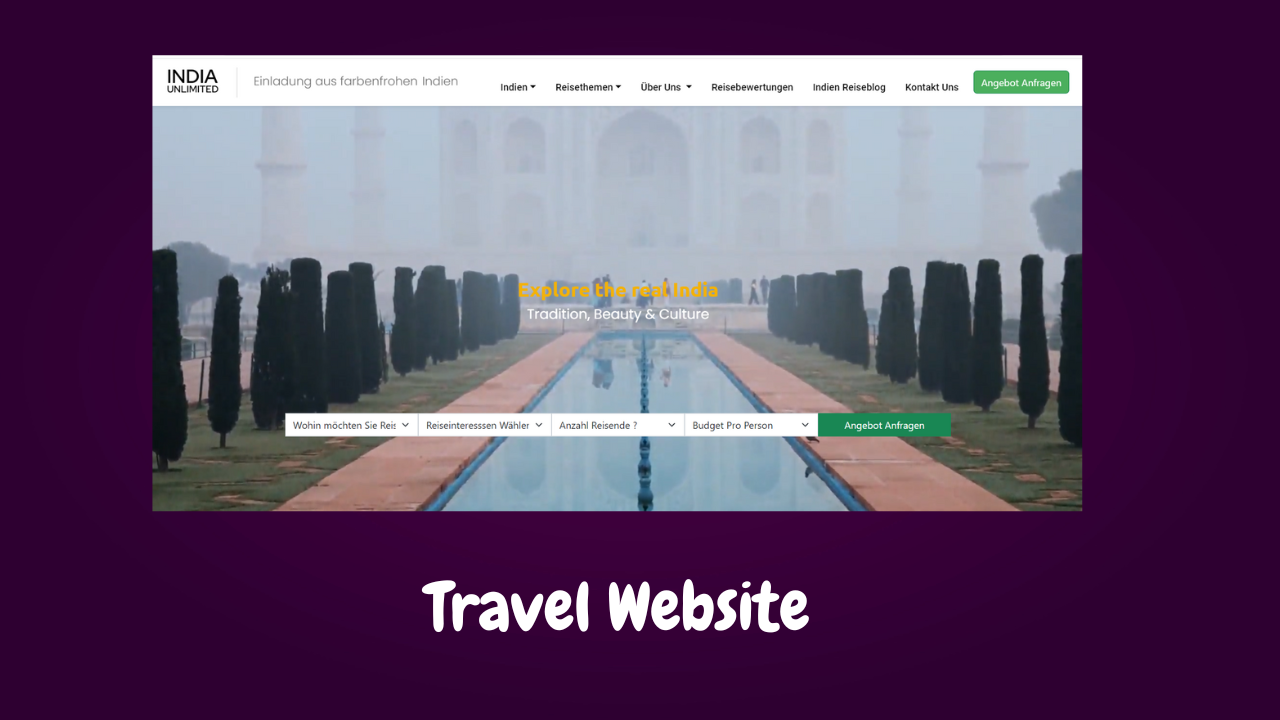 INDIA
UNLIMITED
Einladung aus farbenfrohen Indien
Indien Reisethemen Über Uns Reisebewertungen Indien Reiseblog Kontakt Uns Angebot Anfragen
Explore the real India
Tradition, Beauty & Culture
Wohin möchten Sie Reis Reiseinteresssen Wähler Anzahl Reisende ? Budget Pro Person Angebot Anfragen
Travel Website